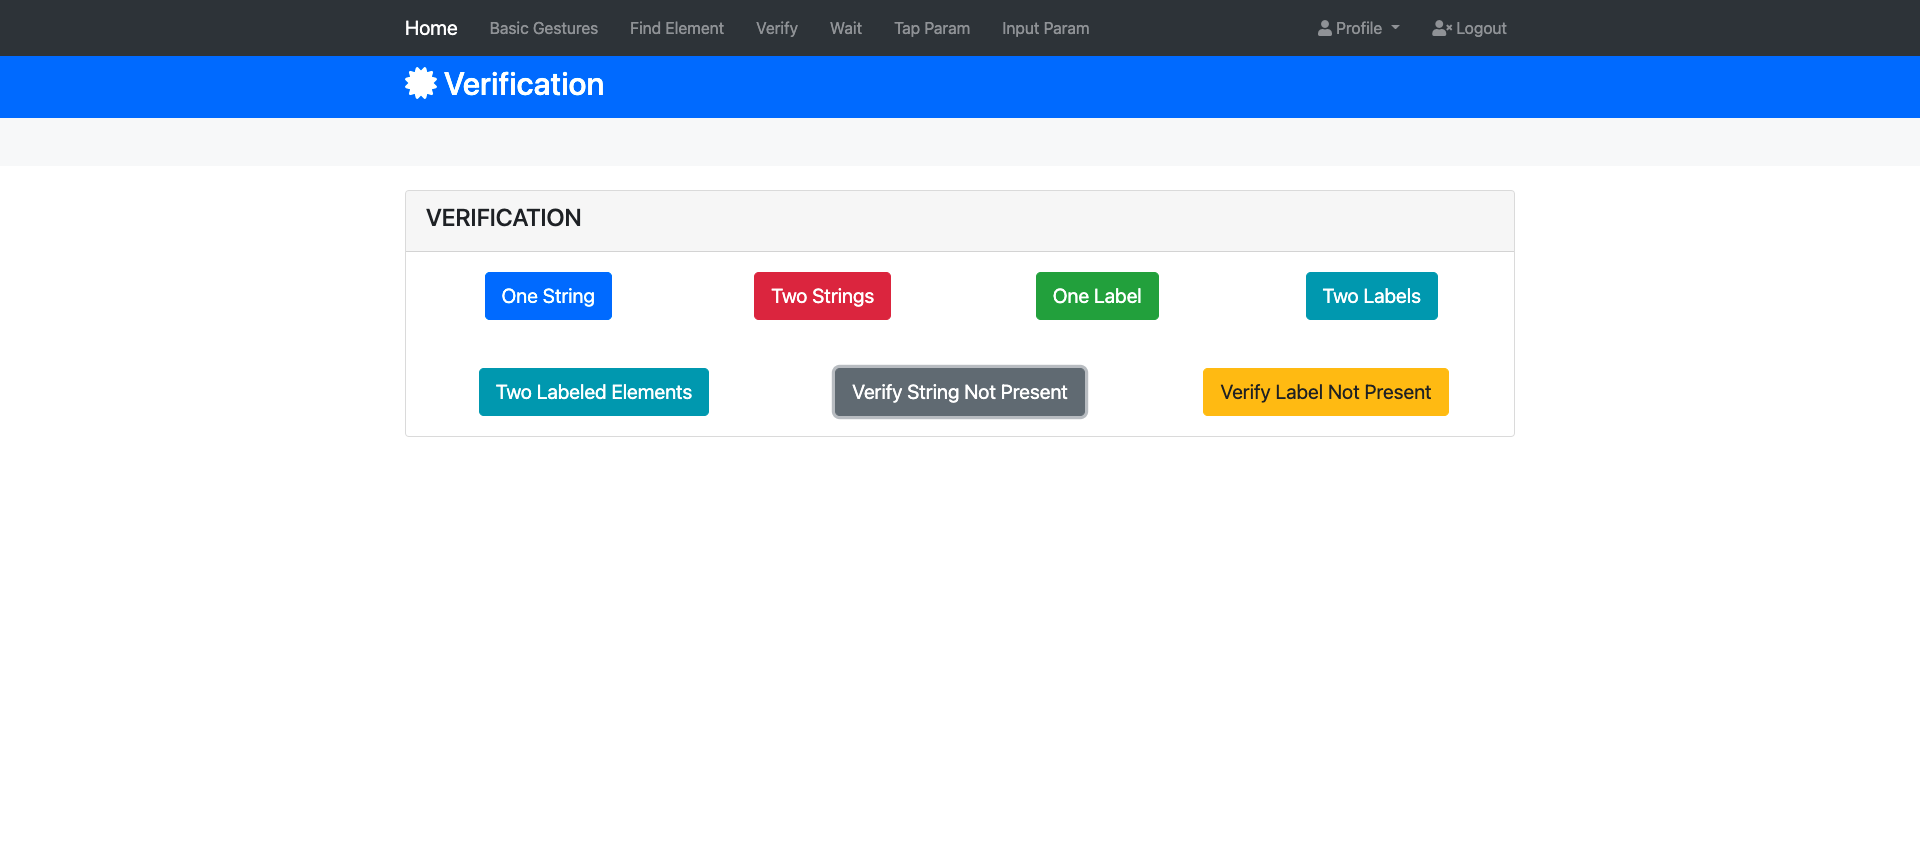 Home Basic Gestures Find Element Verify Wait Tap Param Input Param Profile Logout
Verification
VERIFICATION
One String Two Strings One Label Two Labels
Two Labeled Elements Verify String Not Present Verify Label Not Present